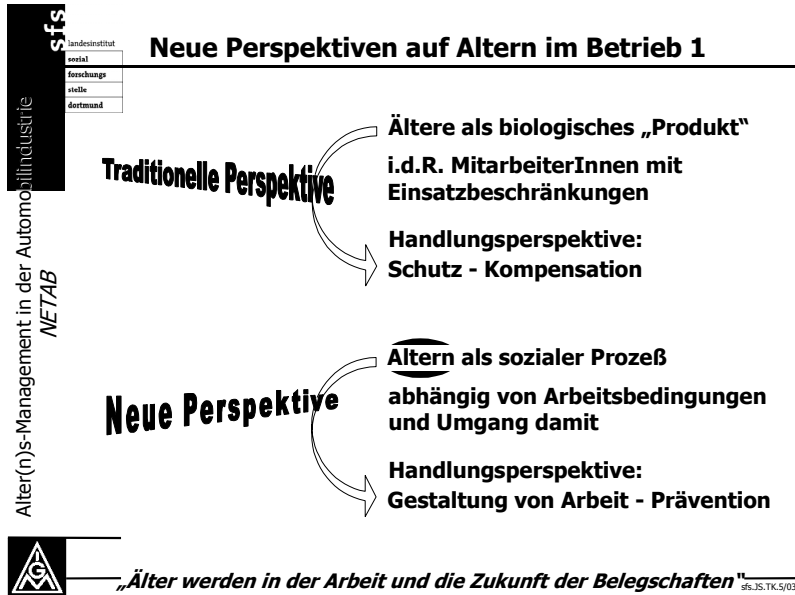 sfs
landesinstitut
sozial
forschungs
stelle
dortmund
Neue Perspektiven auf Altern im Betrieb 1
Alter(n)s-Management in der Automobilindustrie
NETAB
Traditionelle Perspektive
Ältere als biologisches „Produkt“
i.d.R. MitarbeiterInnen mit
Einsatzbeschränkungen
Handlungsperspektive:
Schutz - Kompensation
Neue Perspektive
Altern als sozialer Prozeß
abhängig von Arbeitsbedingungen
und Umgang damit
Handlungsperspektive:
Gestaltung von Arbeit - Prävention
IGM
„Älter werden in der Arbeit und die Zukunft der Belegschaften“
sfs.JS.TK.5/03